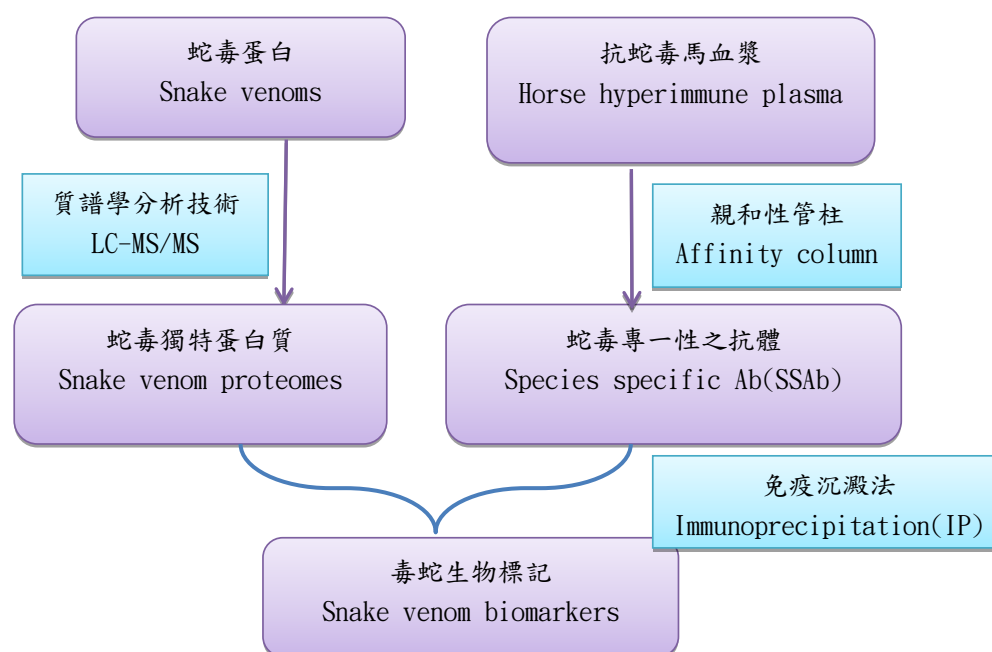 蛇毒蛋白
Snake venoms
抗蛇毒馬血漿
Horse hyperimmune plasma
質譜學分析技術
LC-MS/MS
親和性管柱
Affinity column
蛇毒獨特蛋白質
Snake venom proteomes
蛇毒專一性之抗體
Species specific Ab(SSAb)
免疫沉澱法
Immunoprecipitation(IP)
毒蛇生物標記
Snake venom biomarkers